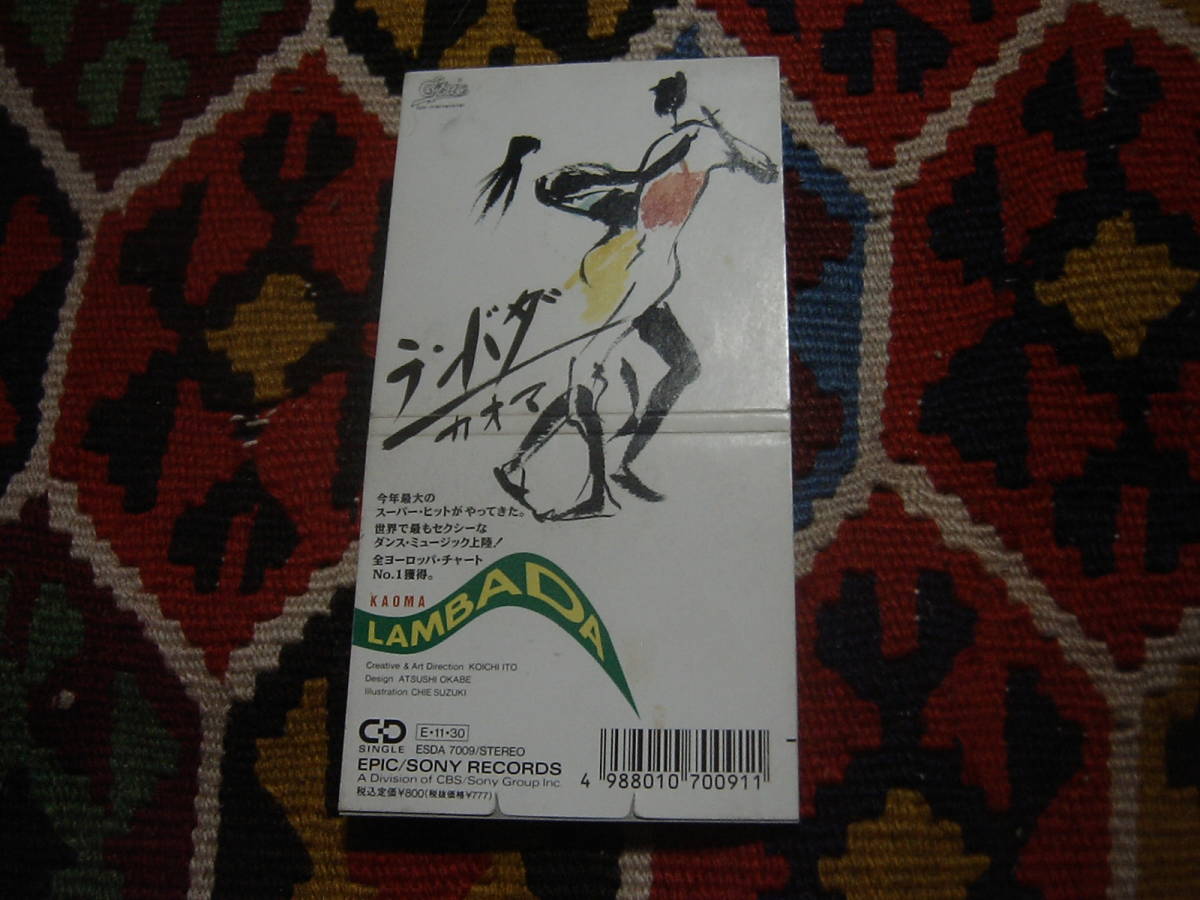 Epic
ランバダ
カオマ
今年最大の
スーパー・ヒットがやってきた。
世界で最もセクシーな
ダンス・ミュージック上陸！
全ヨーロッパ・チャート
No.1獲得。
KAOMA
LAMBADA
Creative & Art Direction KOICHI ITO
Design ATSUSHI OKABE
Illustration CHIE SUZUKI
CD E・11・30
SINGLE ESDA 7009/STEREO
EPIC/SONY RECORDS
A Division of CBS/Sony Group Inc.
税込定価¥800(税抜価格¥777)
4 988010 700911